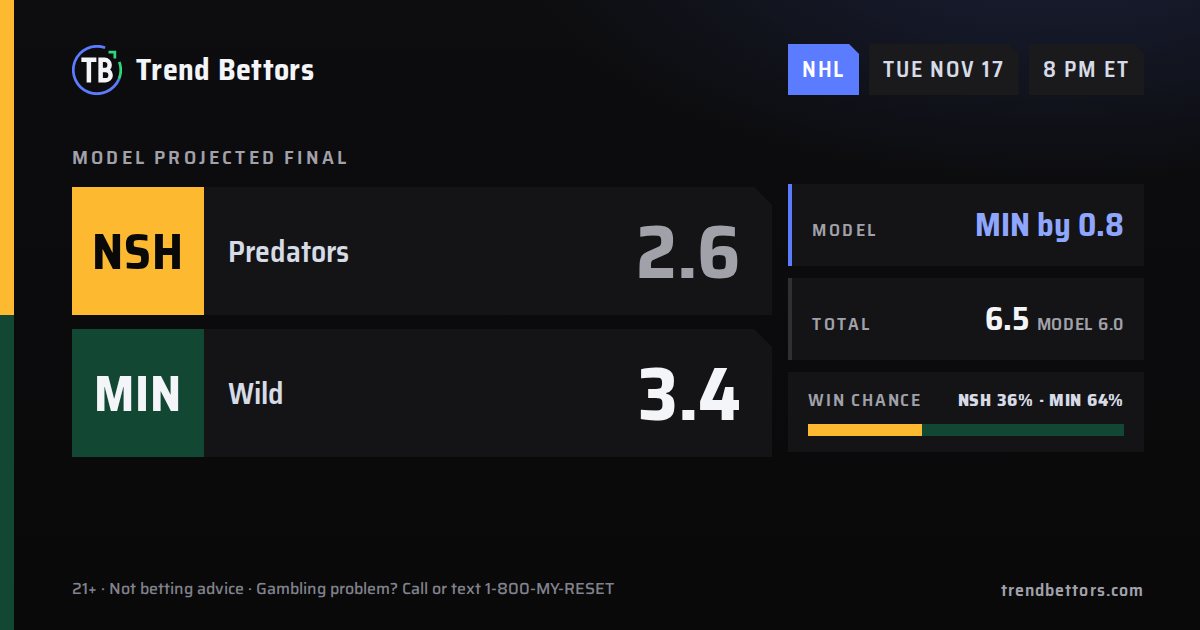 TB Trend Bettors
NHL TUE NOV 17 8 PM ET
MODEL PROJECTED FINAL
NSH Predators 2.6
MIN Wild 3.4
MODEL MIN by 0.8
TOTAL 6.5 MODEL 6.0
WIN CHANCE NSH 36% · MIN 64%
21+ · Not betting advice · Gambling problem? Call or text 1-800-MY-RESET
trendbettors.com